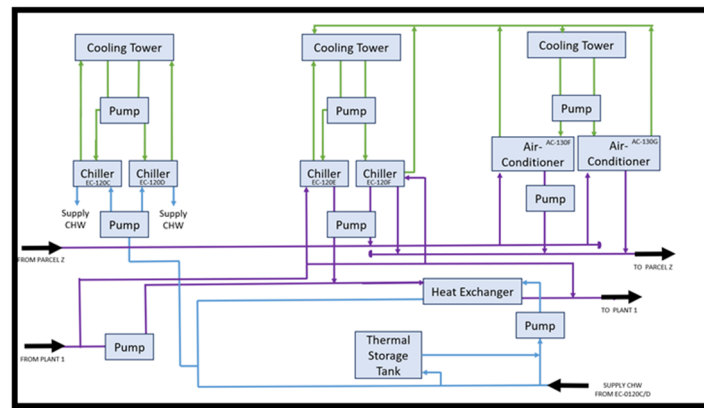 Cooling Tower
Cooling Tower
Cooling Tower
Pump
Pump
Pump
Chiller
EC-120C
Chiller
EC-120D
Chiller
EC-120E
Chiller
EC-120F
Air-
Conditioner
AC-130F
Air-
Conditioner
AC-130G
Supply
CHW
Pump
Supply
CHW
Pump
Pump
FROM PARCEL Z
TO PARCEL Z
Heat Exchanger
TO PLANT 1
Pump
Pump
FROM PLANT 1
Thermal
Storage
Tank
SUPPLY CHW
FROM EC-0120C/D